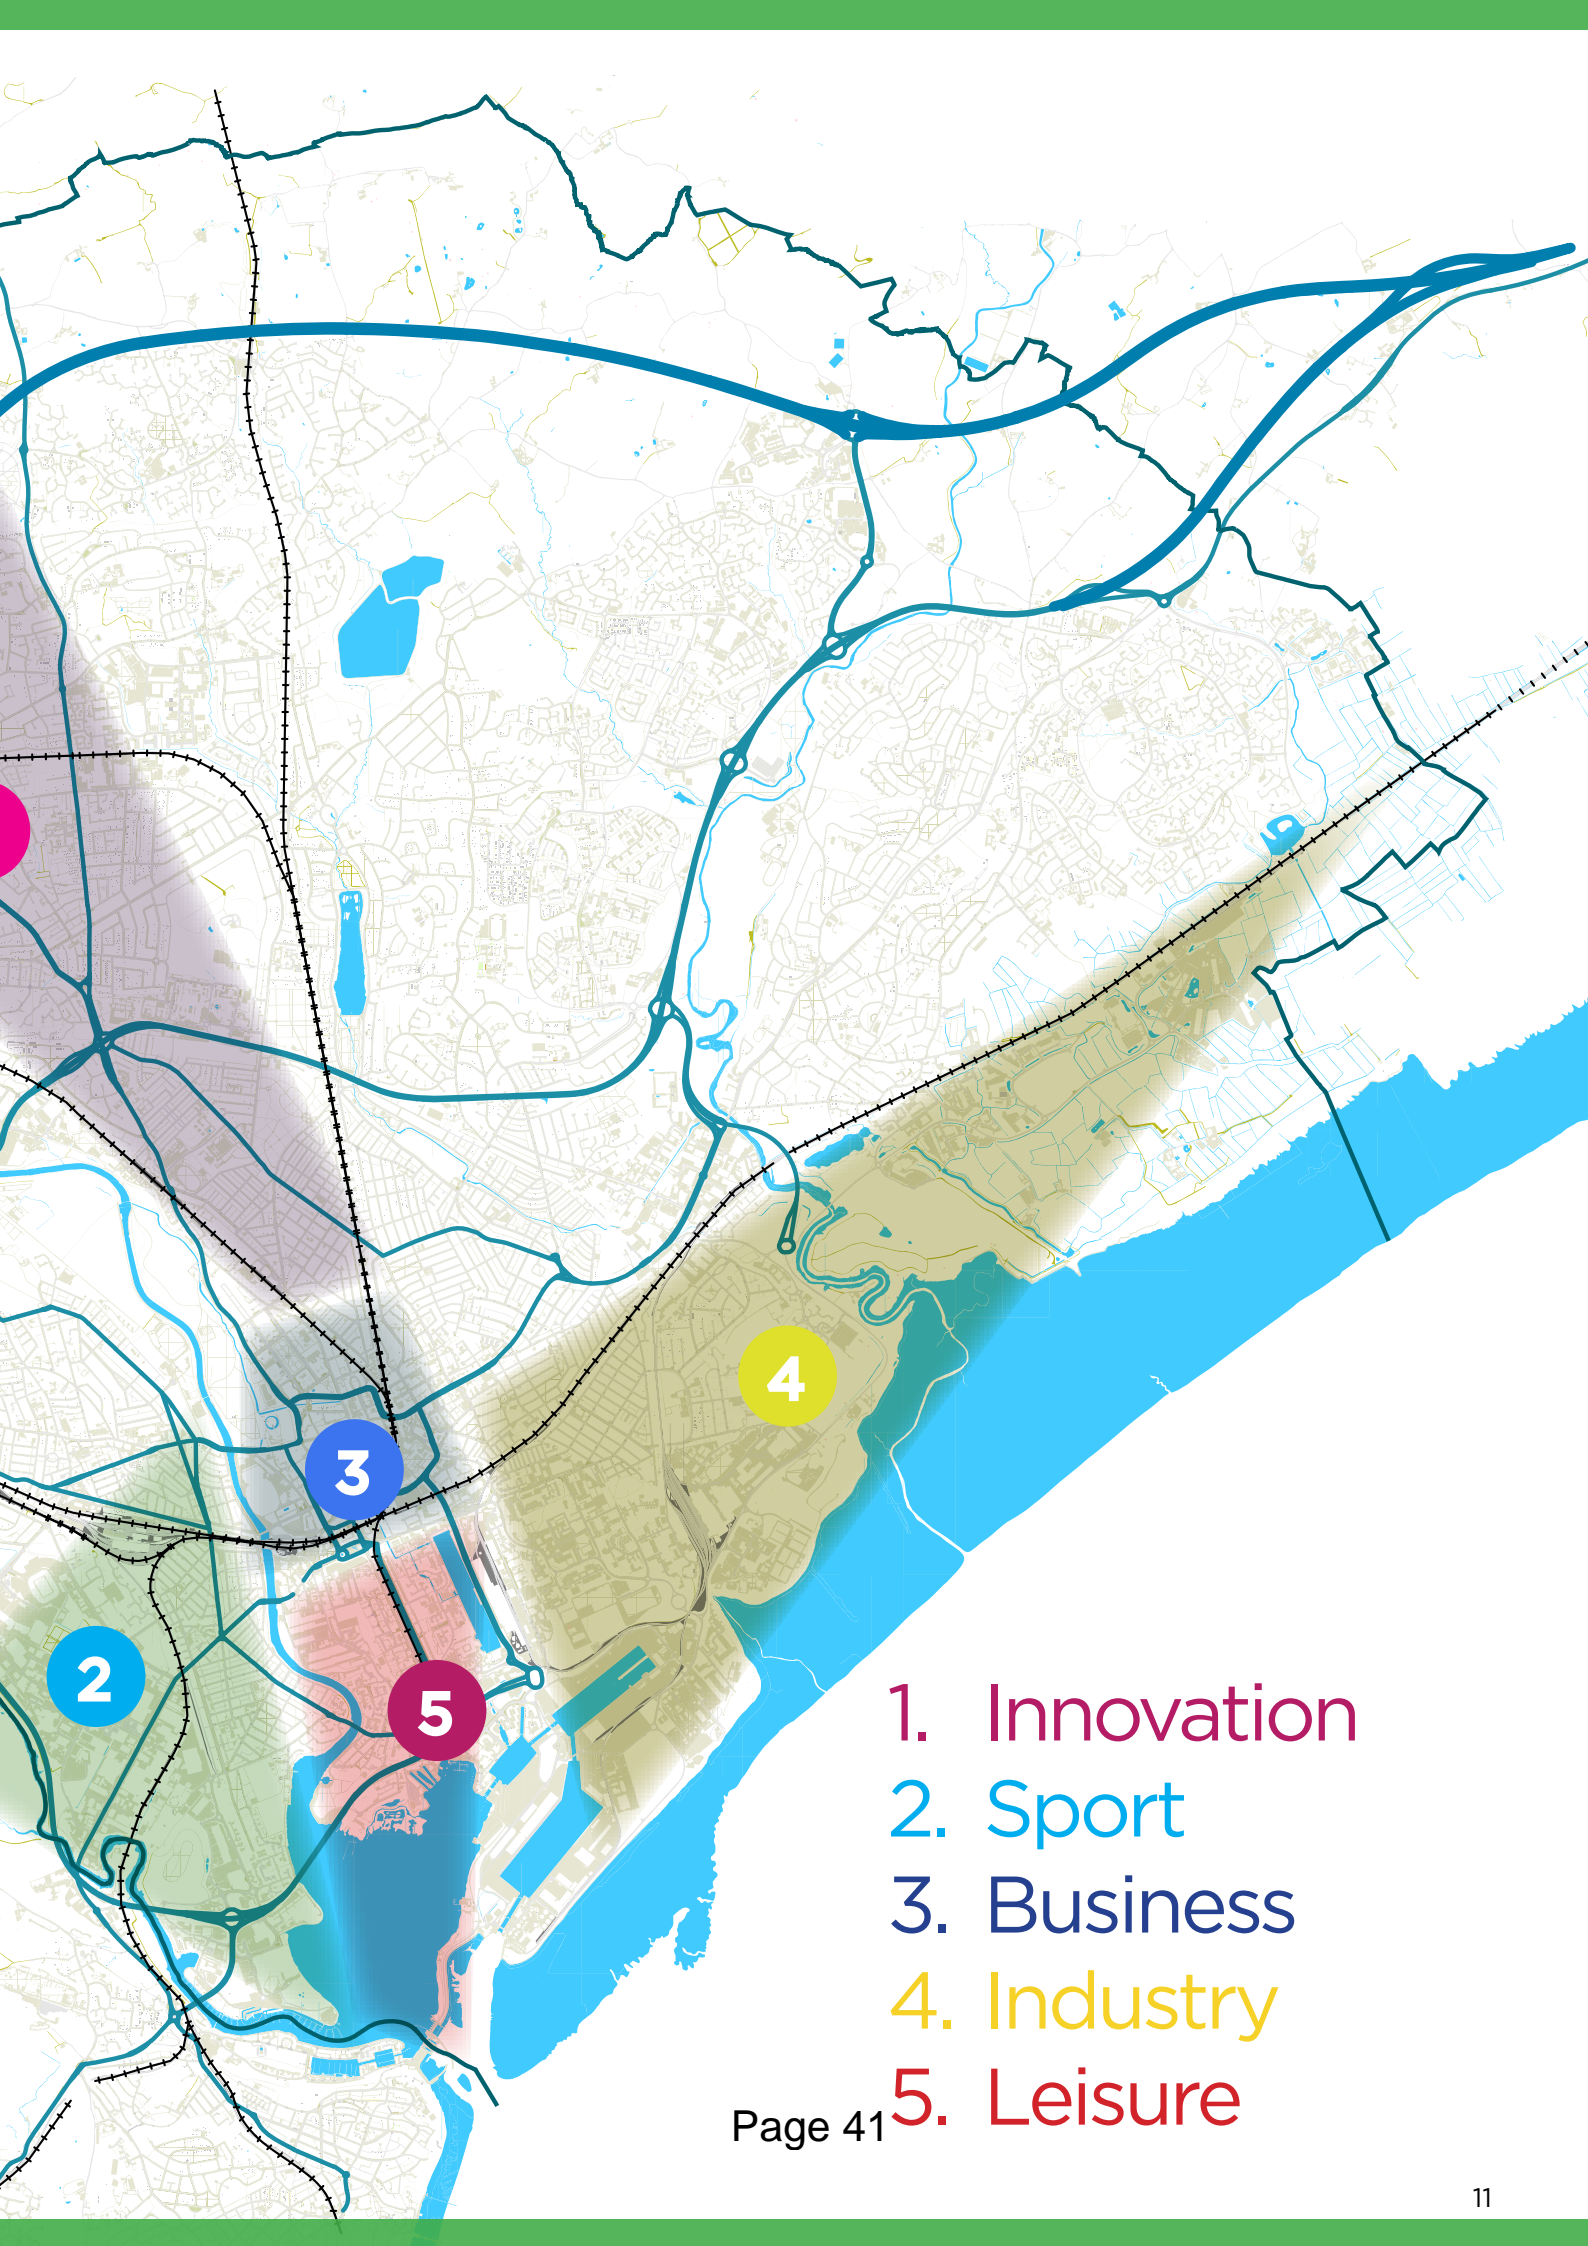 4
3
2
5
1. Innovation
2. Sport
3. Business
4. Industry
5. Leisure
Page 41
11